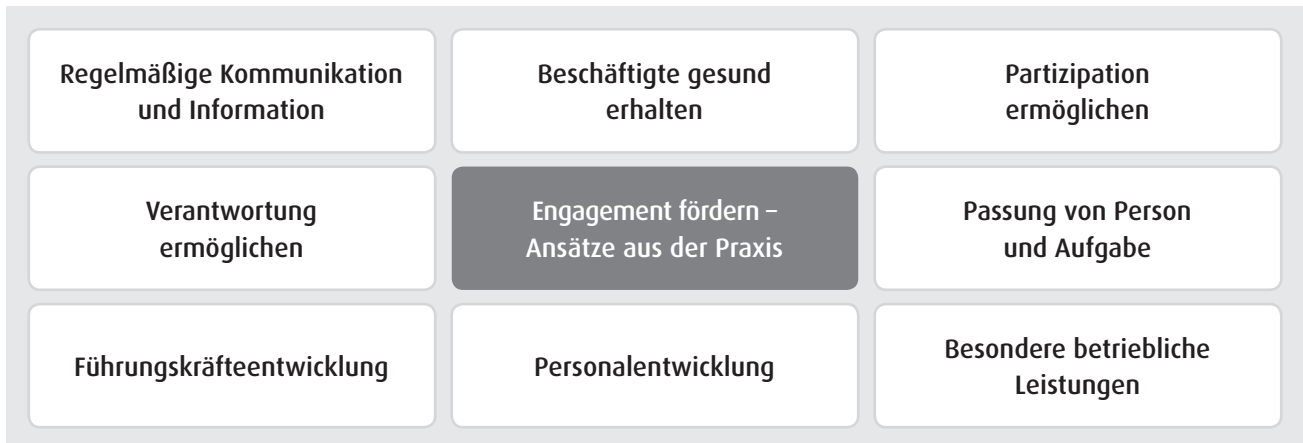 Regelmäßige Kommunikation
und Information
Beschäftigte gesund
erhalten
Partizipation
ermöglichen
Verantwortung
ermöglichen
Engagement fördern –
Ansätze aus der Praxis
Passung von Person
und Aufgabe
Führungskräfteentwicklung
Personalentwicklung
Besondere betriebliche
Leistungen